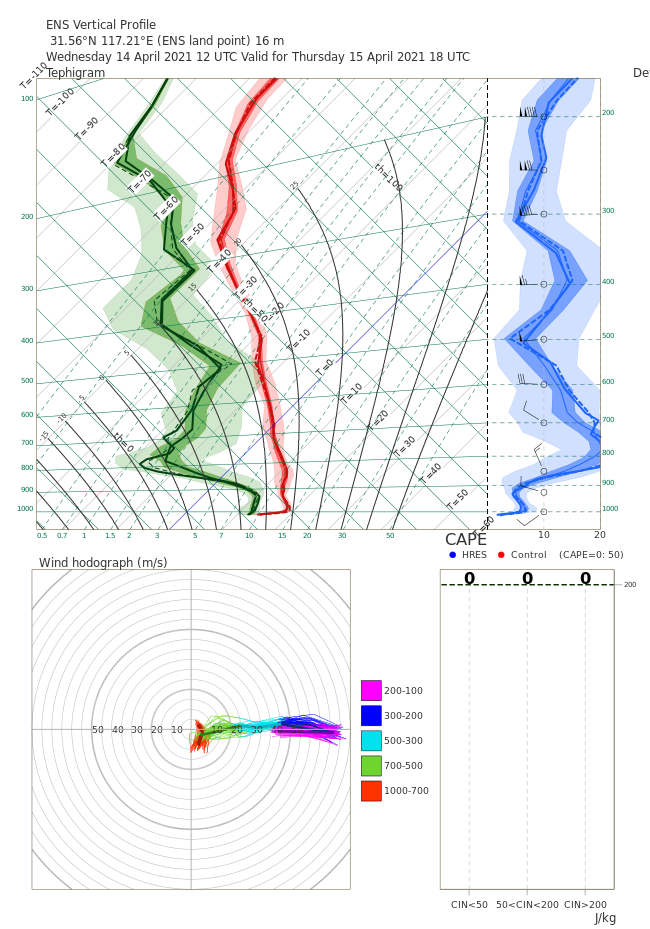 ENS Vertical Profile
31.56°N 117.21°E (ENS land point) 16 m
Wednesday 14 April 2021 12 UTC Valid for Thursday 15 April 2021 18 UTC
Tephigram
De
T=-110
T=-100
T=-90
T=-80
T=-70
T=-60
T=-50
T=-40
T=-30
T=-20
T=-10
T=0
T=10
T=20
T=30
T=40
T=50
T=60
th=0
th=50
th=100
-15
-10
-5
5
15
20
25
100
200
300
400
500
600
700
800
900
1000
0.5 0.7 1 1.5 2 3 5 7 10 15 20 30 50
200
300
400
500
600
700
800
900
1000
10 20
CAPE
HRES Control (CAPE=0: 50)
0 0 0
200
CIN<50 50<CIN<200 CIN>200
J/kg
Wind hodograph (m/s)
50 40 30 20 10 10 20 30
200-100
300-200
500-300
700-500
1000-700